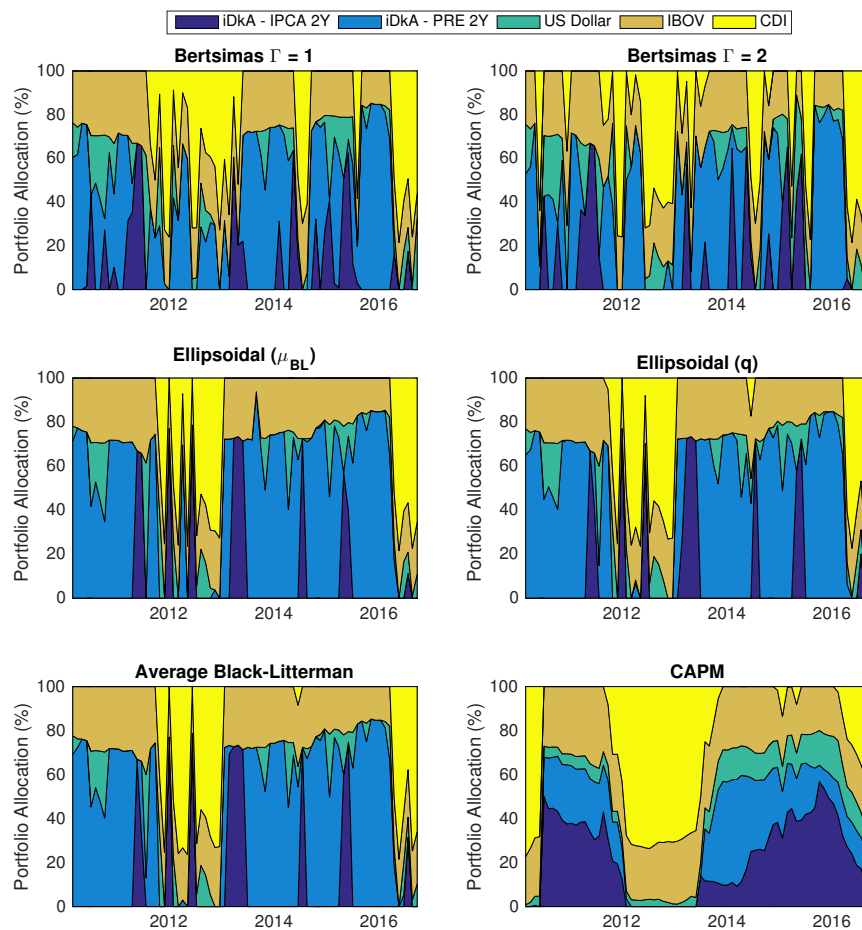 iDkA - IPCA 2Y iDkA - PRE 2Y US Dollar IBOV CDI
Bertsimas Γ = 1
Portfolio Allocation (%)
100
80
60
40
20
0
2012 2014 2016
Bertsimas Γ = 2
Portfolio Allocation (%)
100
80
60
40
20
0
2012 2014 2016
Ellipsoidal (μBL)
Portfolio Allocation (%)
100
80
60
40
20
0
2012 2014 2016
Ellipsoidal (q)
Portfolio Allocation (%)
100
80
60
40
20
0
2012 2014 2016
Average Black-Litterman
Portfolio Allocation (%)
100
80
60
40
20
0
2012 2014 2016
CAPM
Portfolio Allocation (%)
100
80
60
40
20
0
2012 2014 2016